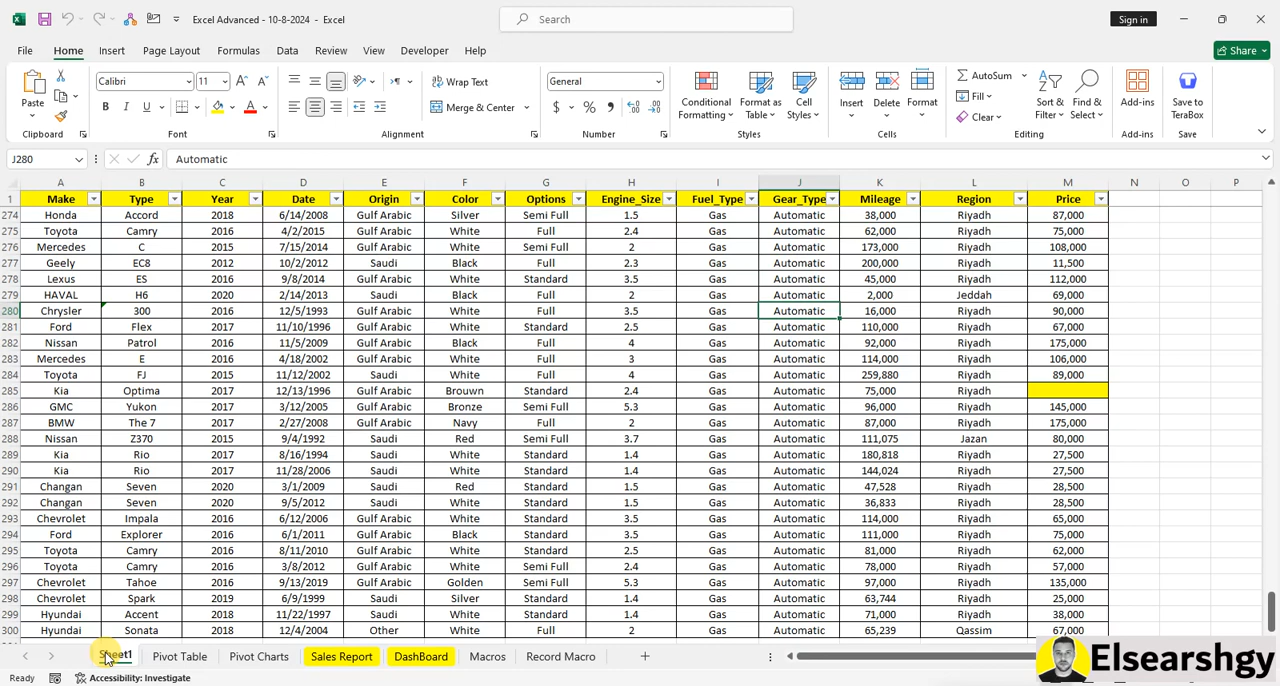 Excel Advanced - 10-8-2024 - Excel
Search
Sign in
File Home Insert Page Layout Formulas Data Review View Developer Help
Share
Paste
Calibri 11
B I U
Wrap Text
Merge & Center
General
$ %
Conditional Formatting
Format as Table
Cell Styles
Insert
Delete
Format
AutoSum
Fill
Clear
Sort & Filter
Find & Select
Add-ins
Save to TeraBox
Clipboard Font Alignment Number Styles Cells Editing Add-ins Save
J280 fx Automatic
A B C D E F G H I J K L M N O P
1 Make Type Year Date Origin Color Options Engine_Size Fuel_Type Gear_Type Mileage Region Price
274 Honda Accord 2018 6/14/2008 Gulf Arabic Silver Semi Full 1.5 Gas Automatic 38,000 Riyadh 87,000
275 Toyota Camry 2016 4/2/2015 Gulf Arabic White Full 2.4 Gas Automatic 62,000 Riyadh 75,000
276 Mercedes C 2015 7/15/2014 Gulf Arabic White Semi Full 2 Gas Automatic 173,000 Riyadh 108,000
277 Geely EC8 2012 10/2/2012 Saudi Black Full 2.3 Gas Automatic 200,000 Riyadh 11,500
278 Lexus ES 2016 9/8/2014 Gulf Arabic White Standard 3.5 Gas Automatic 45,000 Riyadh 112,000
279 HAVAL H6 2020 2/14/2013 Saudi Black Full 2 Gas Automatic 2,000 Jeddah 69,000
280 Chrysler 300 2016 12/5/1993 Gulf Arabic White Full 3.5 Gas Automatic 16,000 Riyadh 90,000
281 Ford Flex 2017 11/10/1996 Gulf Arabic White Standard 2.5 Gas Automatic 110,000 Riyadh 67,000
282 Nissan Patrol 2016 11/5/2009 Gulf Arabic Black Full 4 Gas Automatic 92,000 Riyadh 175,000
283 Mercedes E 2016 4/18/2002 Gulf Arabic White Full 3 Gas Automatic 114,000 Riyadh 106,000
284 Toyota FJ 2015 11/12/2002 Saudi White Full 4 Gas Automatic 259,880 Riyadh 89,000
285 Kia Optima 2017 12/13/1996 Gulf Arabic Brouwn Standard 2.4 Gas Automatic 75,000 Riyadh
286 GMC Yukon 2017 3/12/2005 Gulf Arabic Bronze Semi Full 5.3 Gas Automatic 96,000 Riyadh 145,000
287 BMW The 7 2017 2/27/2008 Gulf Arabic Navy Full 2 Gas Automatic 87,000 Riyadh 175,000
288 Nissan Z370 2015 9/4/1992 Saudi Red Semi Full 3.7 Gas Automatic 111,075 Jazan 80,000
289 Kia Rio 2017 8/16/1994 Saudi White Semi Full 1.4 Gas Automatic 180,818 Riyadh 27,500
290 Kia Rio 2017 11/28/2006 Saudi White Semi Full 1.4 Gas Automatic 144,024 Riyadh 27,500
291 Changan Seven 2020 3/1/2009 Saudi Red Standard 1.5 Gas Automatic 47,528 Riyadh 28,500
292 Changan Seven 2020 9/5/2012 Saudi White Standard 1.5 Gas Automatic 36,833 Riyadh 28,500
293 Chevrolet Impala 2016 6/12/2006 Gulf Arabic White Standard 3.5 Gas Automatic 114,000 Riyadh 65,000
294 Ford Explorer 2016 6/1/2011 Gulf Arabic Black Standard 3.5 Gas Automatic 111,000 Riyadh 75,000
295 Toyota Camry 2016 8/11/2010 Gulf Arabic White Standard 2.5 Gas Automatic 81,000 Riyadh 62,000
296 Toyota Camry 2016 3/8/2012 Gulf Arabic White Semi Full 2.5 Gas Automatic 78,000 Riyadh 57,000
297 Chevrolet Tahoe 2016 9/13/2019 Gulf Arabic Golden Semi Full 5.3 Gas Automatic 97,000 Riyadh 135,000
298 Chevrolet Spark 2019 6/9/1999 Saudi Silver Standard 1.4 Gas Automatic 63,744 Riyadh 25,000
299 Hyundai Accent 2018 11/22/1997 Saudi White Standard 1.4 Gas Automatic 71,000 Riyadh 38,000
300 Hyundai Sonata 2018 12/4/2004 Other White Full 2 Gas Automatic 65,239 Qassim 67,000
Sheet1 Pivot Table Pivot Charts Sales Report DashBoard Macros Record Macro
Elsearshgy
Ready Accessibility: Investigate